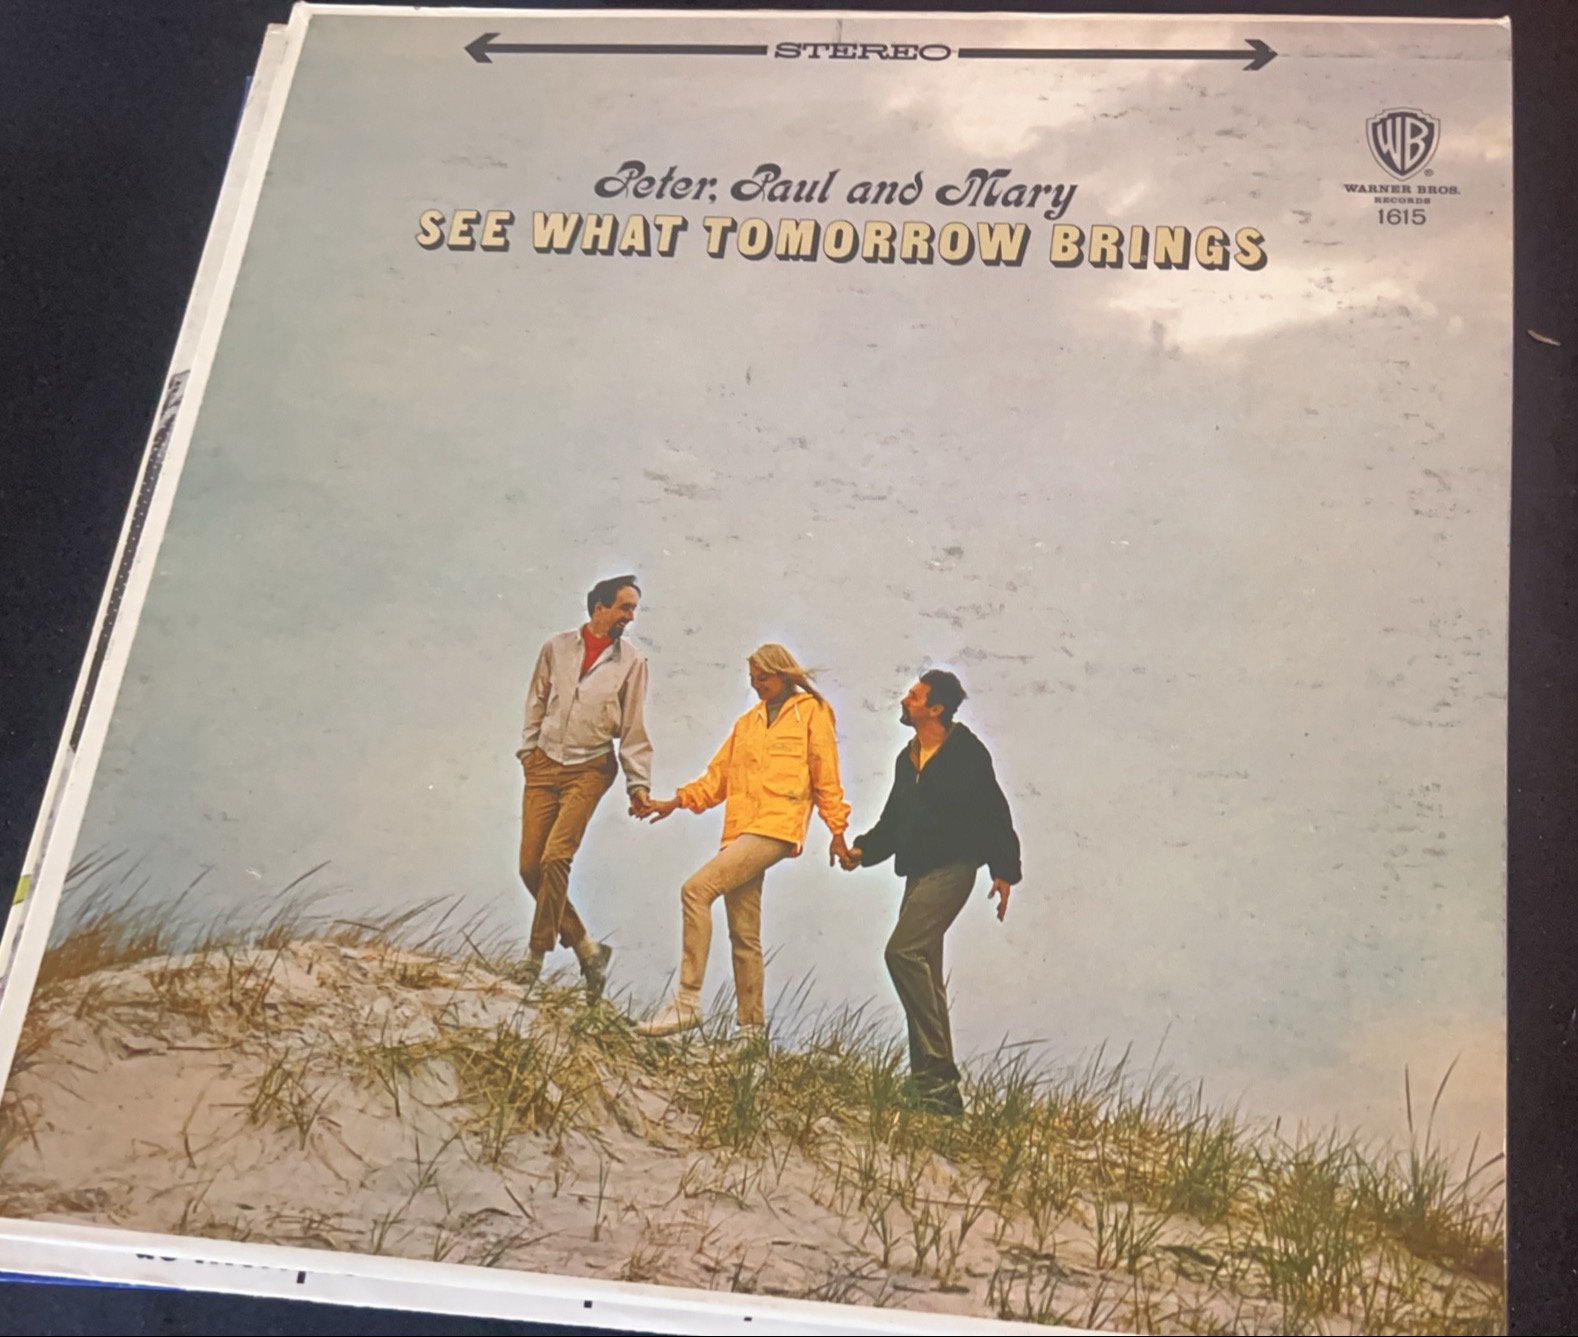 STEREO
WB
®
WARNER BROS.
RECORDS
1615
Peter, Paul and Mary
SEE WHAT TOMORROW BRINGS